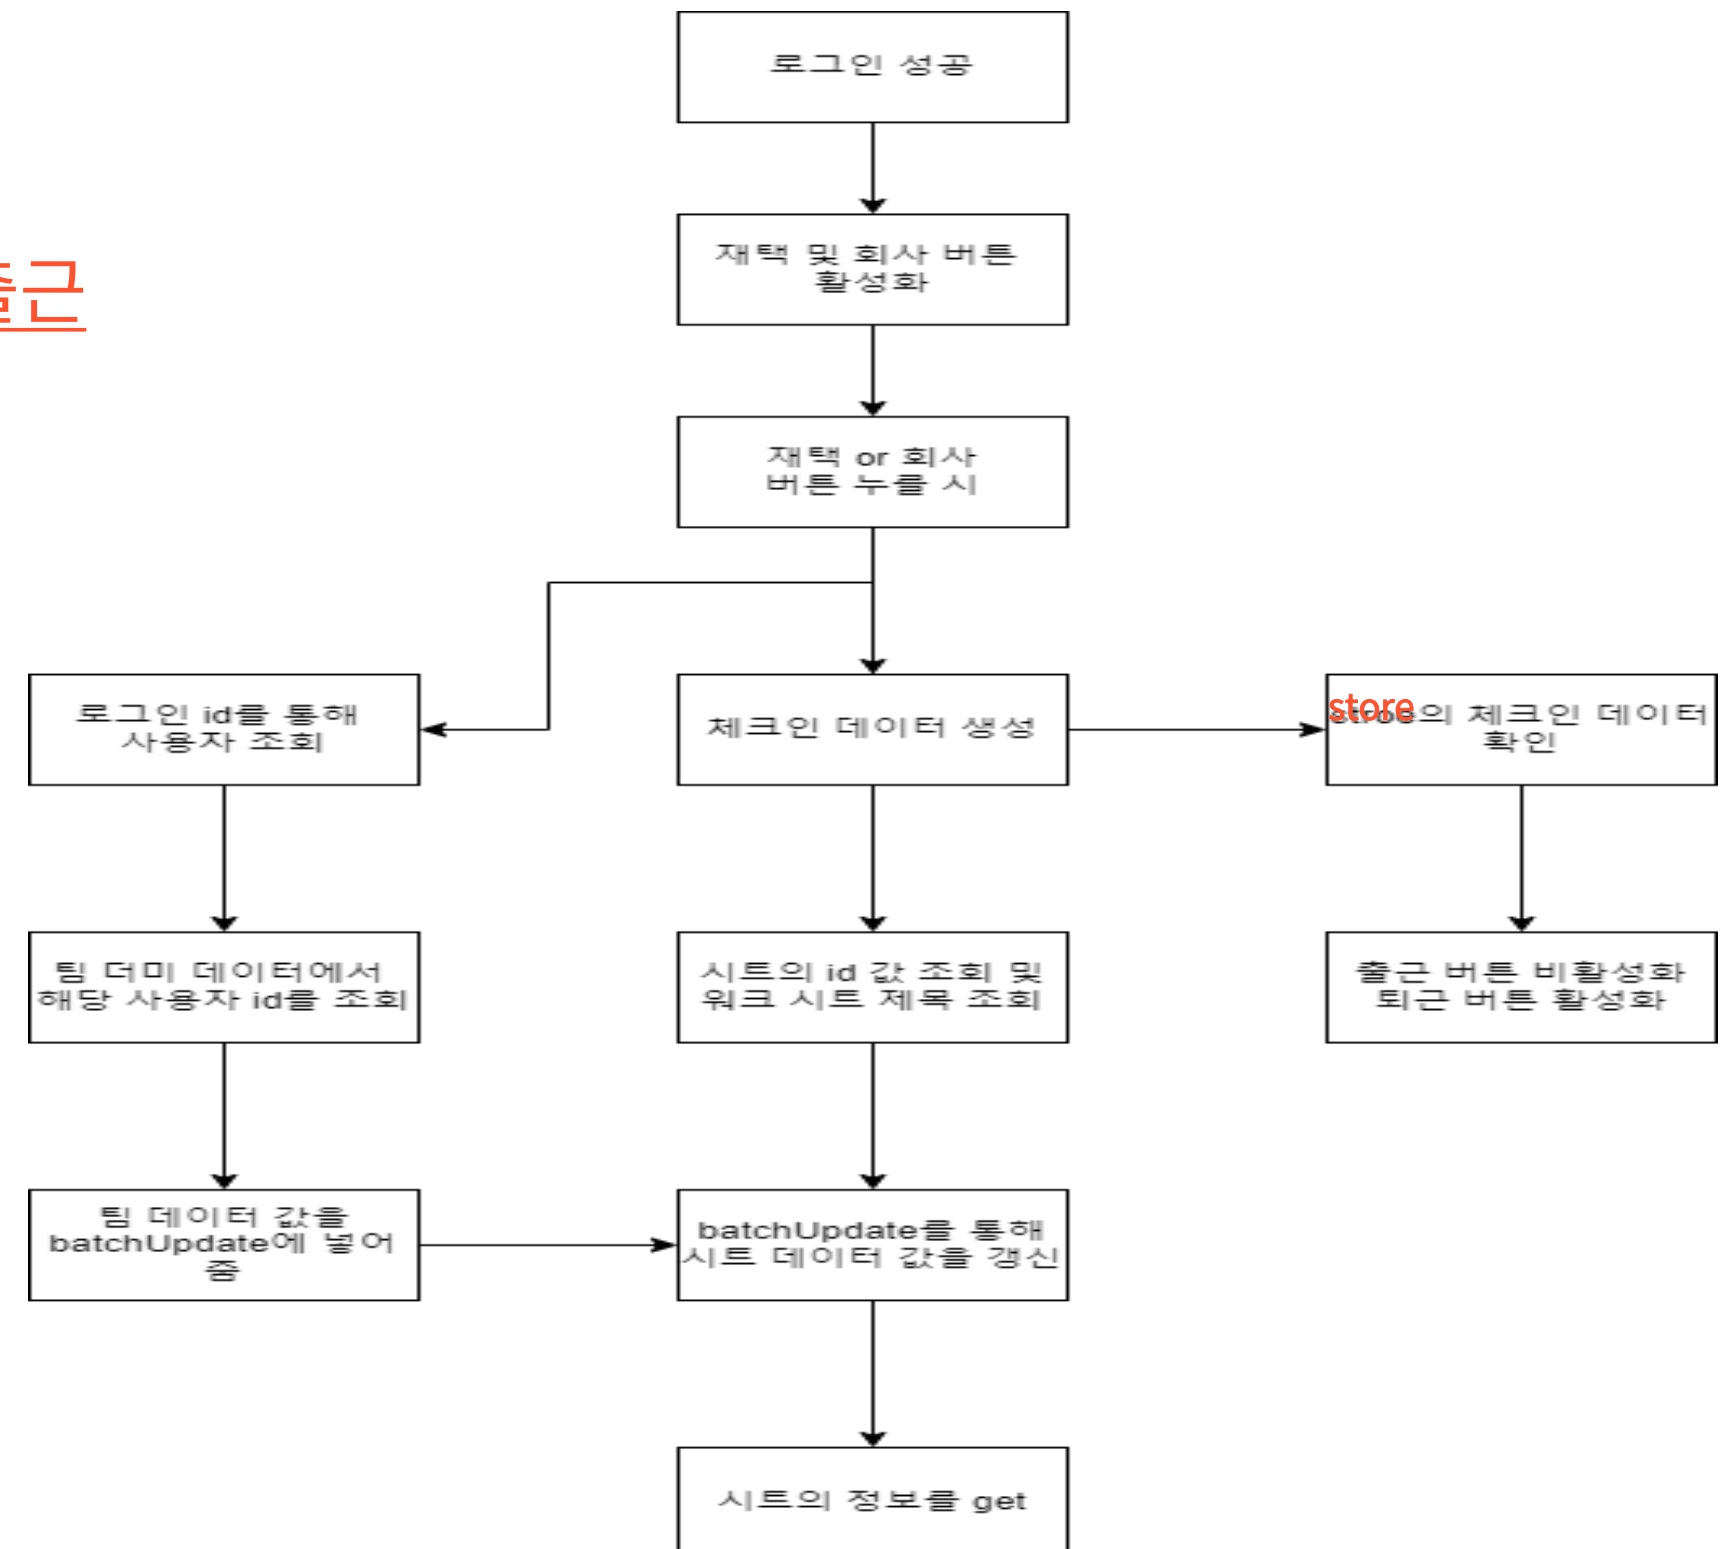 로그인 성공
재택 및 회사 버튼
활성화
출근
재택 or 회사
버튼 누를 시
로그인 id를 통해
사용자 조회
체크인 데이터 생성
store의 체크인 데이터
확인
팀 더미 데이터에서
해당 사용자 id를 조회
시트의 id 값 조회 및
워크 시트 제목 조회
출근 버튼 비활성화
퇴근 버튼 활성화
팀 데이터 값을
batchUpdate에 넣어
줌
batchUpdate를 통해
시트 데이터 값을 갱신
시트의 정보를 get